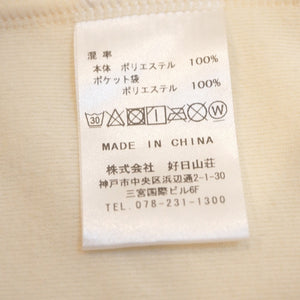 混 率
本体 ポリエステル 100%
ポケット袋
ポリエステル 100%
30 W
MADE IN CHINA
株式会社 好日山荘
神戸市中央区浜辺通2-1-30
三宮国際ビル6F
TEL. 078-231-1300